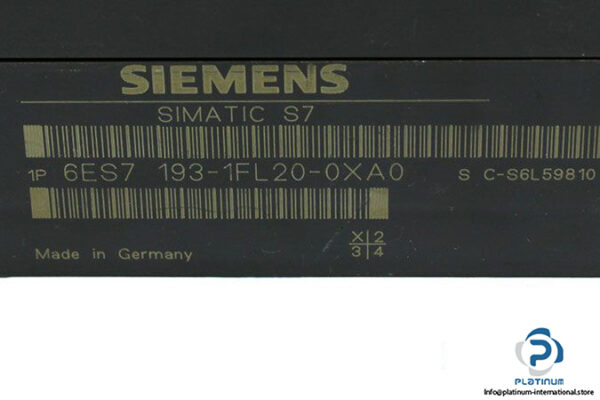 SIEMENS
SIMATIC S7
1P 6ES7 193-1FL20-0XA0 S C-S6L59810
Made in Germany
X 2
3 4
PLATINUM
Info@platinum-international.store